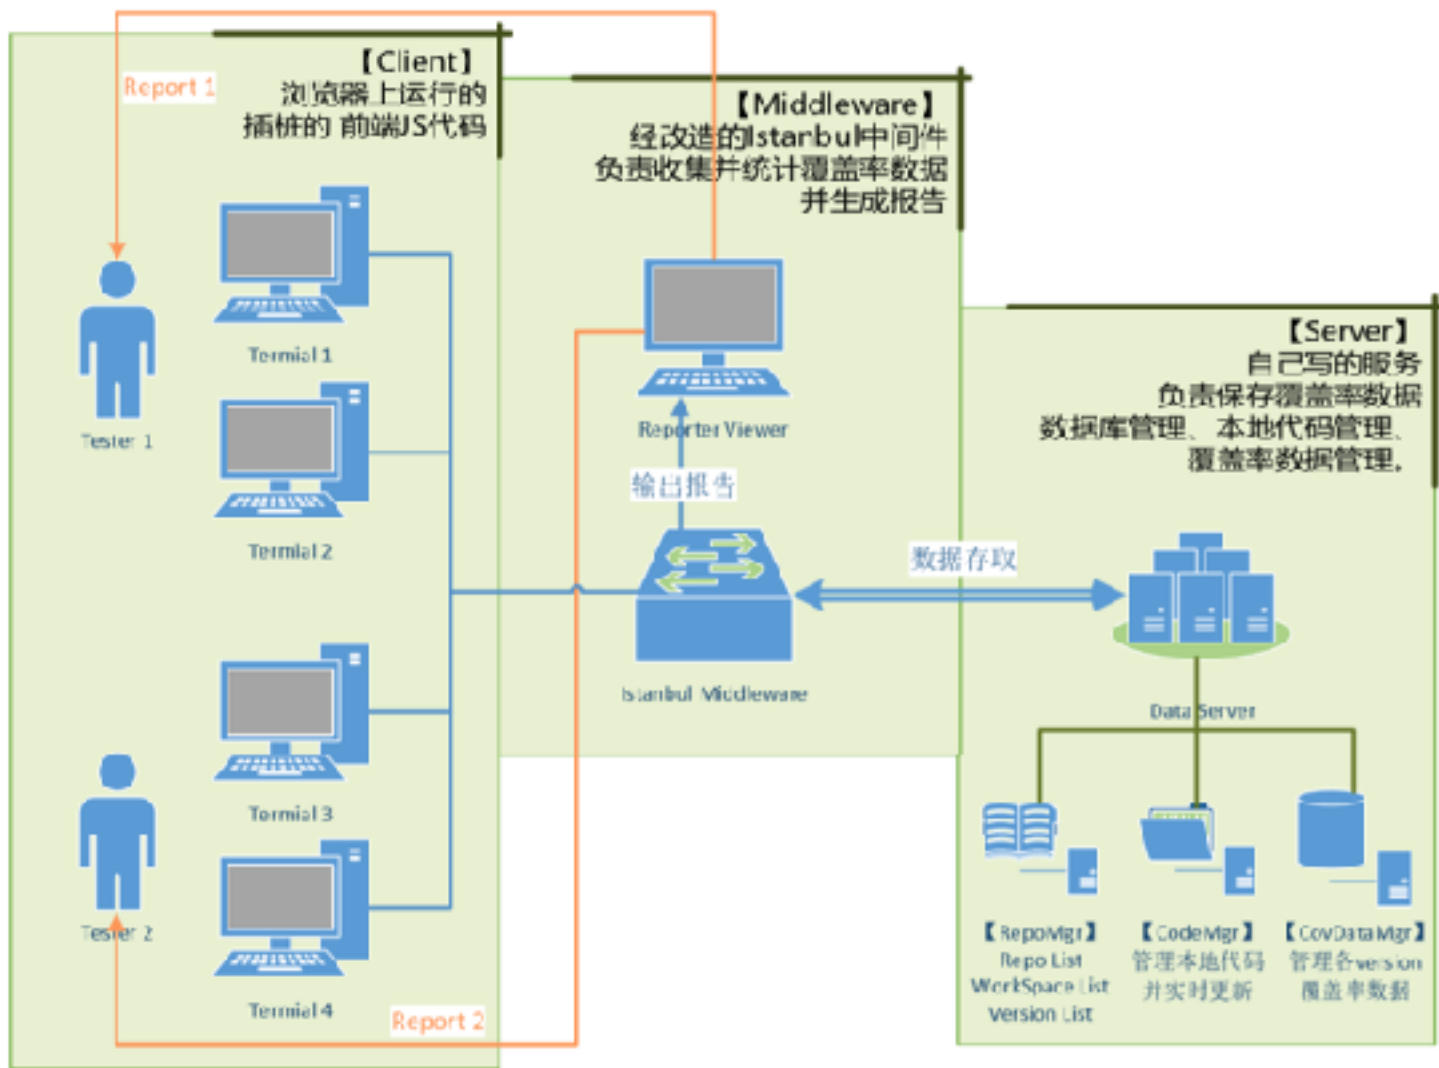 【Client】
浏览器上运行的
插桩的 前端JS代码
Report 1
Termial 1
Tester 1
Termial 2
Termial 3
Tester 2
Termial 4
Report 2
【Middleware】
经改造的Istanbul中间件
负责收集并统计覆盖率数据
并生成报告
Reporter Viewer
输出报告
Istanbul Middleware
数据存取
【Server】
自己写的服务
负责保存覆盖率数据
数据库管理、本地代码管理、
覆盖率数据管理。
Data Server
【RepoMgr】
Repo List
WorkSpace List
Version List
【CodeMgr】
管理本地代码
并实时更新
【CovDataMgr】
管理各version
覆盖率数据